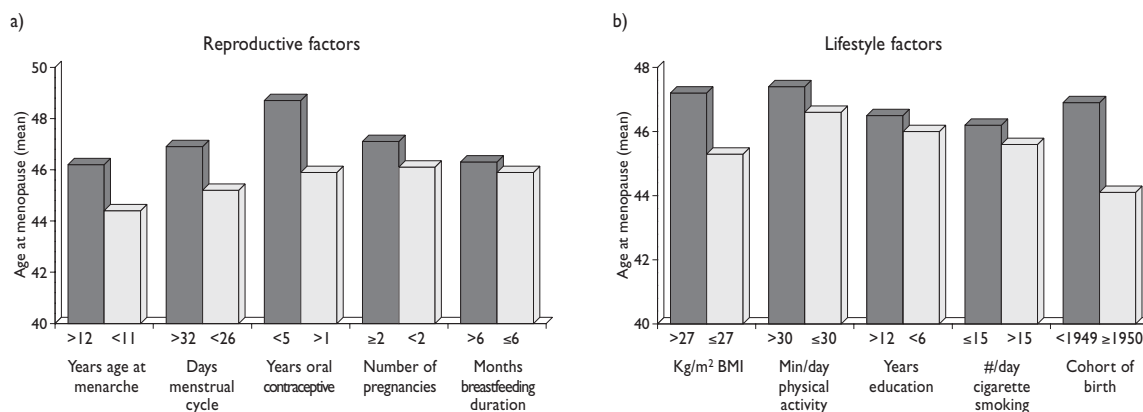 a)
Reproductive factors
Age at menopause (mean)
50
48
46
44
42
40
>12 <11 >32 <26 <5 >1 ≥2 <2 >6 ≤6
Years age at menarche
Days menstrual cycle
Years oral contraceptive
Number of pregnancies
Months breastfeeding duration
b)
Lifestyle factors
Age at menopause (mean)
48
46
44
42
40
>27 ≤27 >30 ≤30 >12 <6 ≤15 >15 <1949 ≥1950
Kg/m² BMI
Min/day physical activity
Years education
#/day cigarette smoking
Cohort of birth